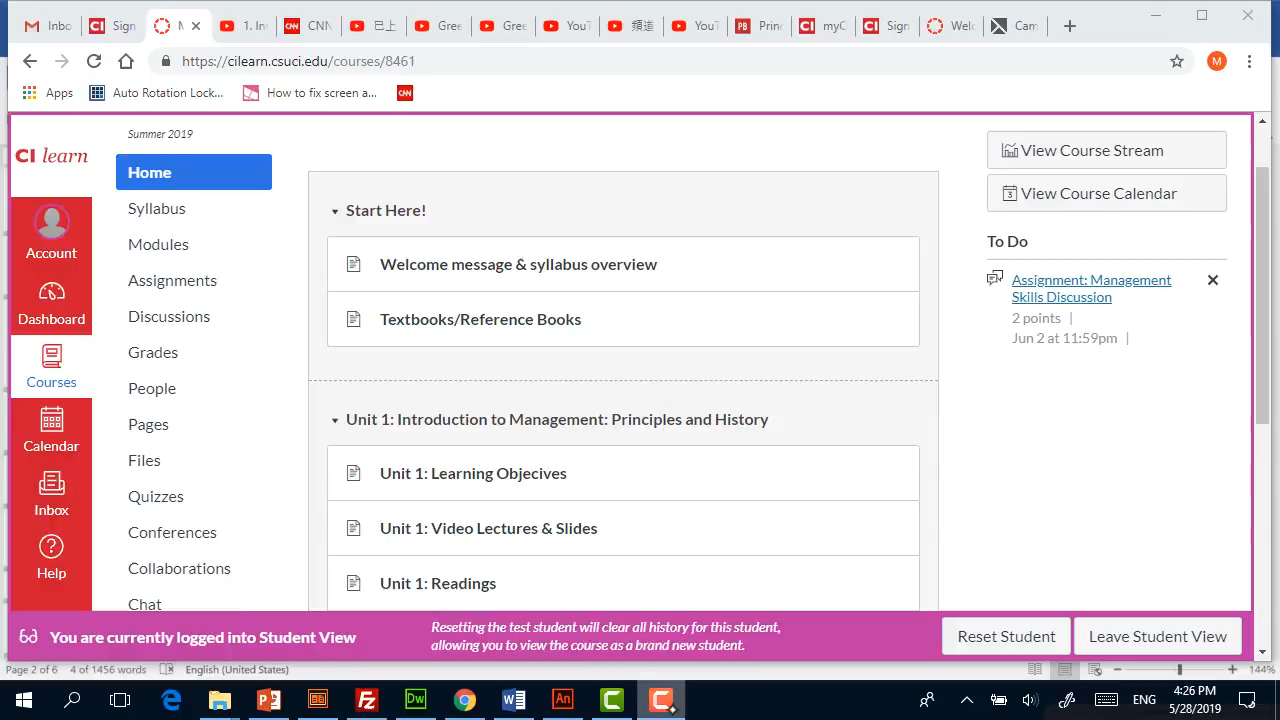 Inbo
Sign
M
1. In
CNN
已上
Gree
Gree
YouT
頻道
YouT
Princ
myC
Sign
Welc
Cam
https://cilearn.csuci.edu/courses/8461
M
Apps
Auto Rotation Lock...
How to fix screen a...
CNN
Summer 2019
CI learn
Account
Dashboard
Courses
Calendar
Inbox
Help
Home
Syllabus
Modules
Assignments
Discussions
Grades
People
Pages
Files
Quizzes
Conferences
Collaborations
Chat
Start Here!
Welcome message & syllabus overview
Textbooks/Reference Books
Unit 1: Introduction to Management: Principles and History
Unit 1: Learning Objecives
Unit 1: Video Lectures & Slides
Unit 1: Readings
View Course Stream
View Course Calendar
To Do
Assignment: Management
Skills Discussion
2 points |
Jun 2 at 11:59pm |
You are currently logged into Student View
Resetting the test student will clear all history for this student,
allowing you to view the course as a brand new student.
Reset Student
Leave Student View
Page 2 of 6
4 of 1456 words
English (United States)
144%
ENG
4:26 PM
5/28/2019